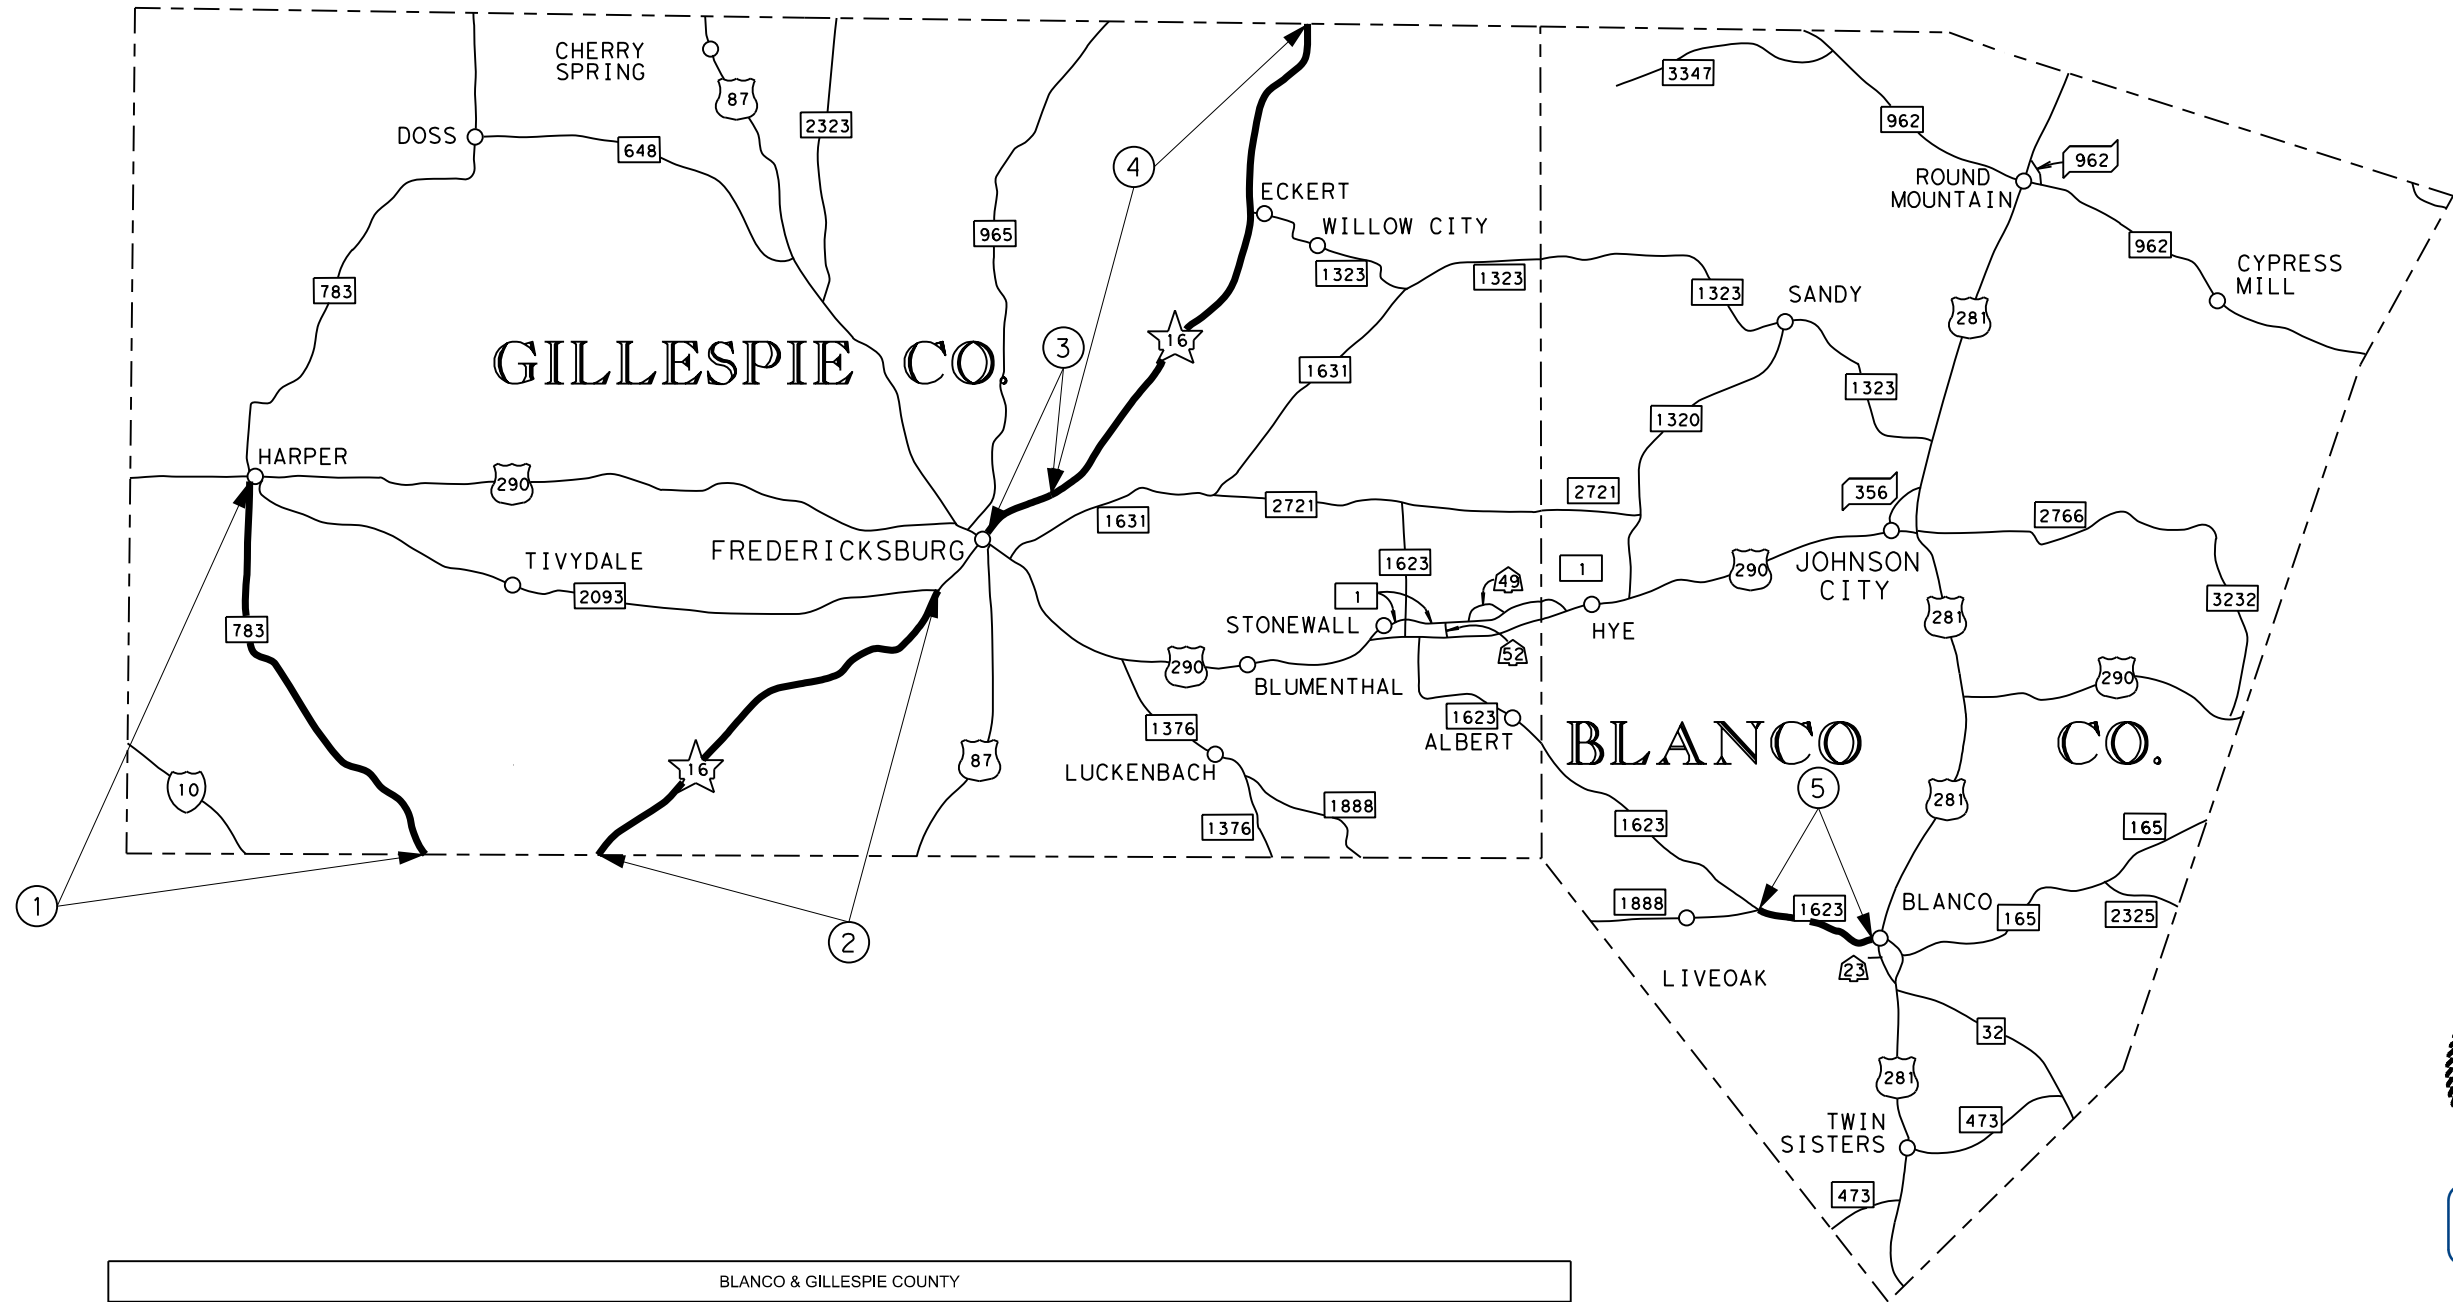 CHERRY
SPRING
87
2323
3347
962
DOSS
648
4
962
ROUND
MOUNTAIN
ECKERT
WILLOW CITY
965
962
CYPRESS
MILL
783
1323
1323
1323
SANDY
281
GILLESPIE CO.
3
16
1631
1323
1320
HARPER
290
356
2721
2721
2766
1631
FREDERICKSBURG
TIVYDALE
2093
1623
49
1
1
290
JOHNSON
CITY
3232
783
STONEWALL
HYE
281
52
290
BLUMENTHAL
290
1376
1623
ALBERT
BLANCO CO.
16
87
LUCKENBACH
10
5
281
1888
1376
1623
165
1
2
1888
1623
BLANCO
165
2325
LIVEOAK
23
32
281
TWIN
SISTERS
473
473
BLANCO & GILLESPIE COUNTY